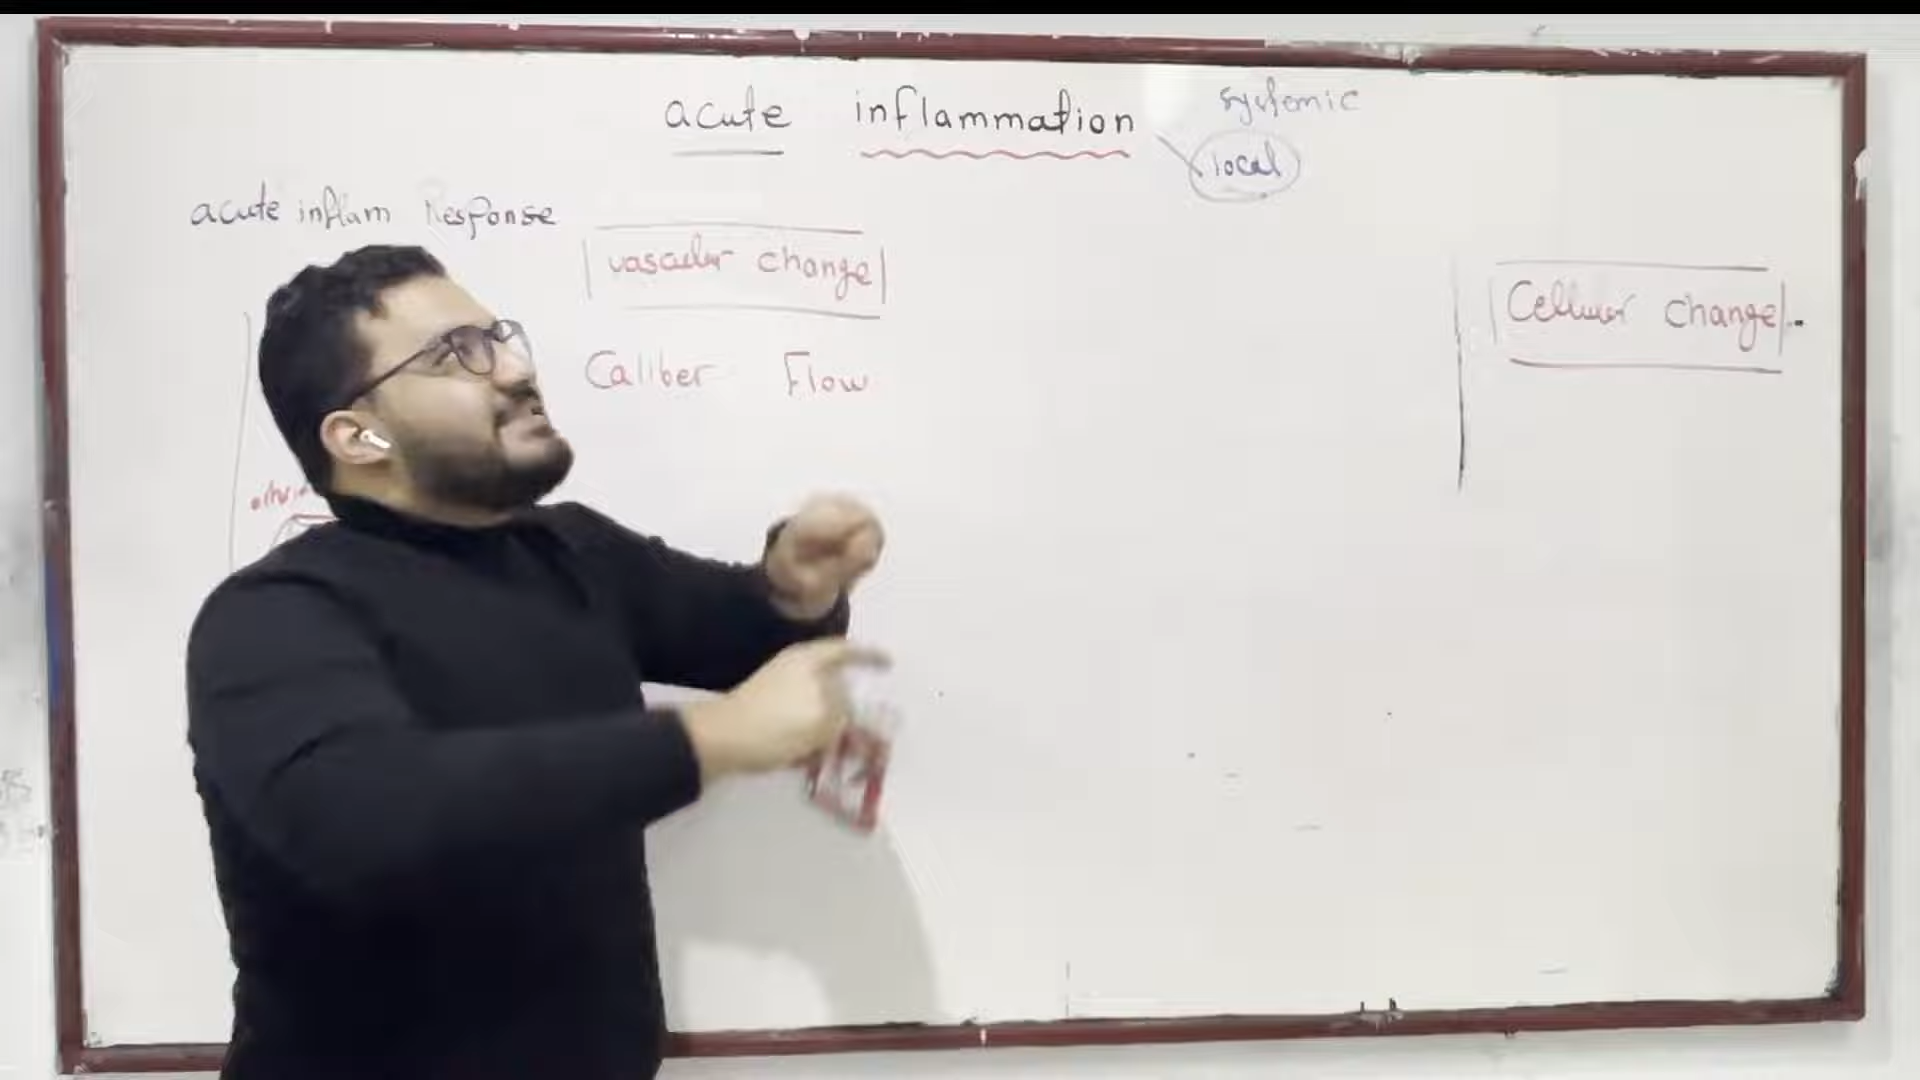 acute inflammation
systemic
local
acute inflam Response
vascular change
Cellular change
Caliber Flow